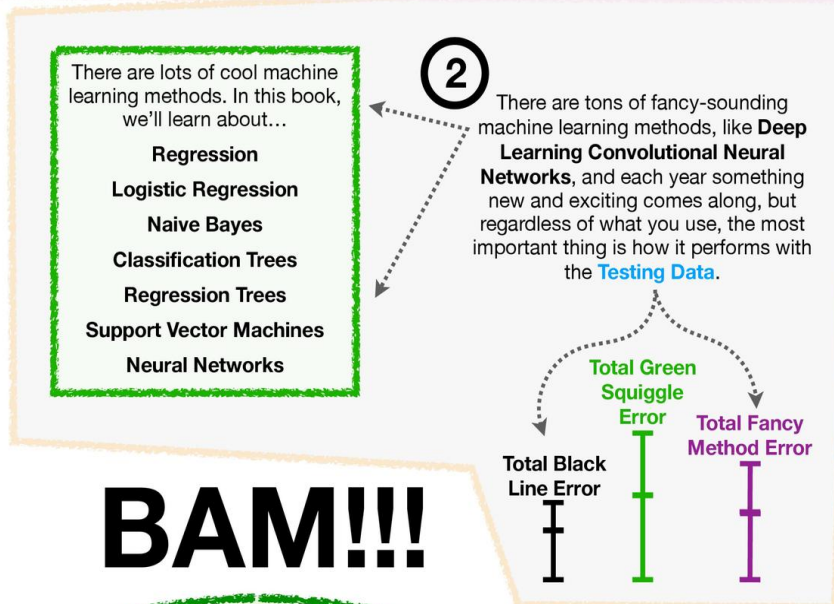 There are lots of cool machine
learning methods. In this book,
we'll learn about…
Regression
Logistic Regression
Naive Bayes
Classification Trees
Regression Trees
Support Vector Machines
Neural Networks
2
There are tons of fancy-sounding
machine learning methods, like Deep
Learning Convolutional Neural
Networks, and each year something
new and exciting comes along, but
regardless of what you use, the most
important thing is how it performs with
the Testing Data.
Total Black
Line Error
Total Green
Squiggle
Error
Total Fancy
Method Error
BAM!!!